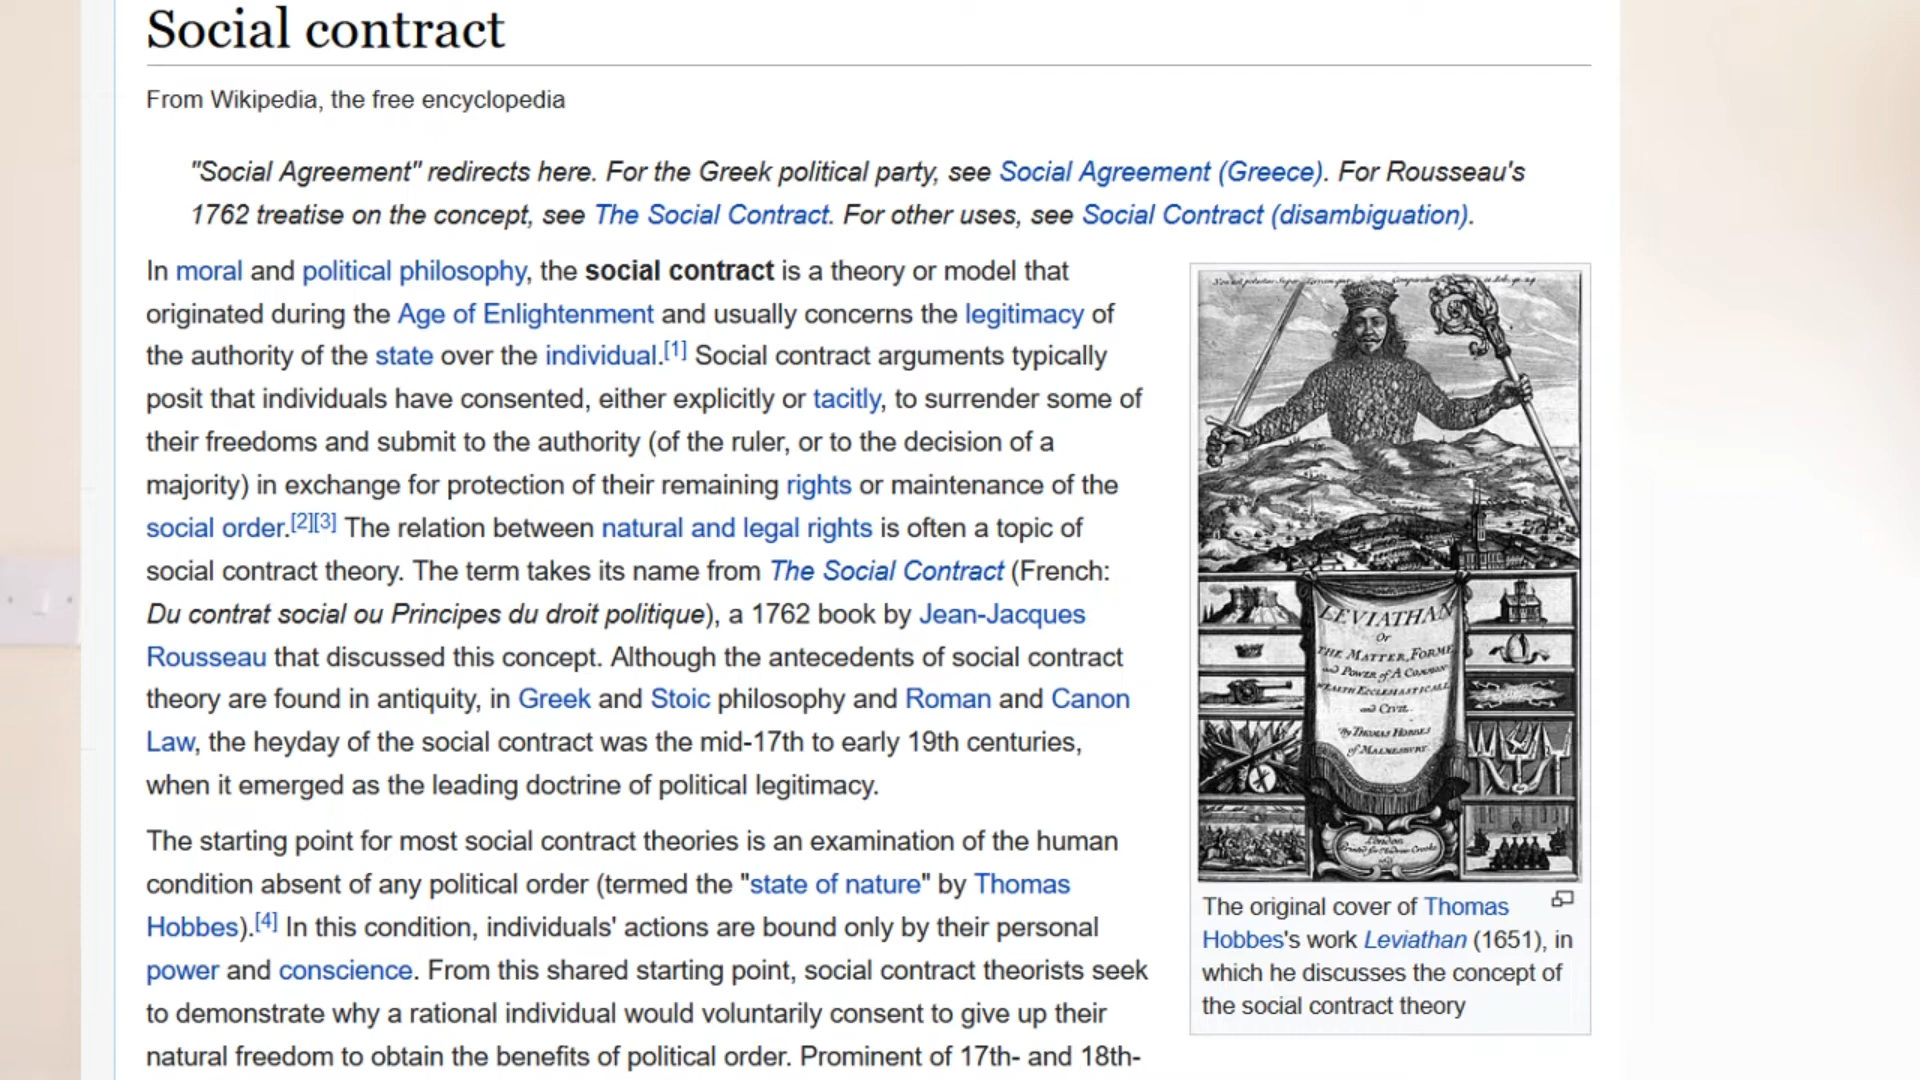 Social contract
From Wikipedia, the free encyclopedia
"Social Agreement" redirects here. For the Greek political party, see Social Agreement (Greece). For Rousseau's
1762 treatise on the concept, see The Social Contract. For other uses, see Social Contract (disambiguation).
In moral and political philosophy, the social contract is a theory or model that
originated during the Age of Enlightenment and usually concerns the legitimacy of
the authority of the state over the individual.[1] Social contract arguments typically
posit that individuals have consented, either explicitly or tacitly, to surrender some of
their freedoms and submit to the authority (of the ruler, or to the decision of a
majority) in exchange for protection of their remaining rights or maintenance of the
social order.[2][3] The relation between natural and legal rights is often a topic of
social contract theory. The term takes its name from The Social Contract (French:
Du contrat social ou Principes du droit politique), a 1762 book by Jean-Jacques
Rousseau that discussed this concept. Although the antecedents of social contract
theory are found in antiquity, in Greek and Stoic philosophy and Roman and Canon
Law, the heyday of the social contract was the mid-17th to early 19th centuries,
when it emerged as the leading doctrine of political legitimacy.
The starting point for most social contract theories is an examination of the human
condition absent of any political order (termed the "state of nature" by Thomas
Hobbes).[4] In this condition, individuals' actions are bound only by their personal
power and conscience. From this shared starting point, social contract theorists seek
to demonstrate why a rational individual would voluntarily consent to give up their
natural freedom to obtain the benefits of political order. Prominent of 17th- and 18th-
LEVIATHAN
Or
THE MATTER, FORME
and Power of A COMMON
WEALTH ECCLESIASTICALL
and CIVIL
By THOMAS HOBBES
of MALMESBURY
London
The original cover of Thomas
Hobbes's work Leviathan (1651), in
which he discusses the concept of
the social contract theory